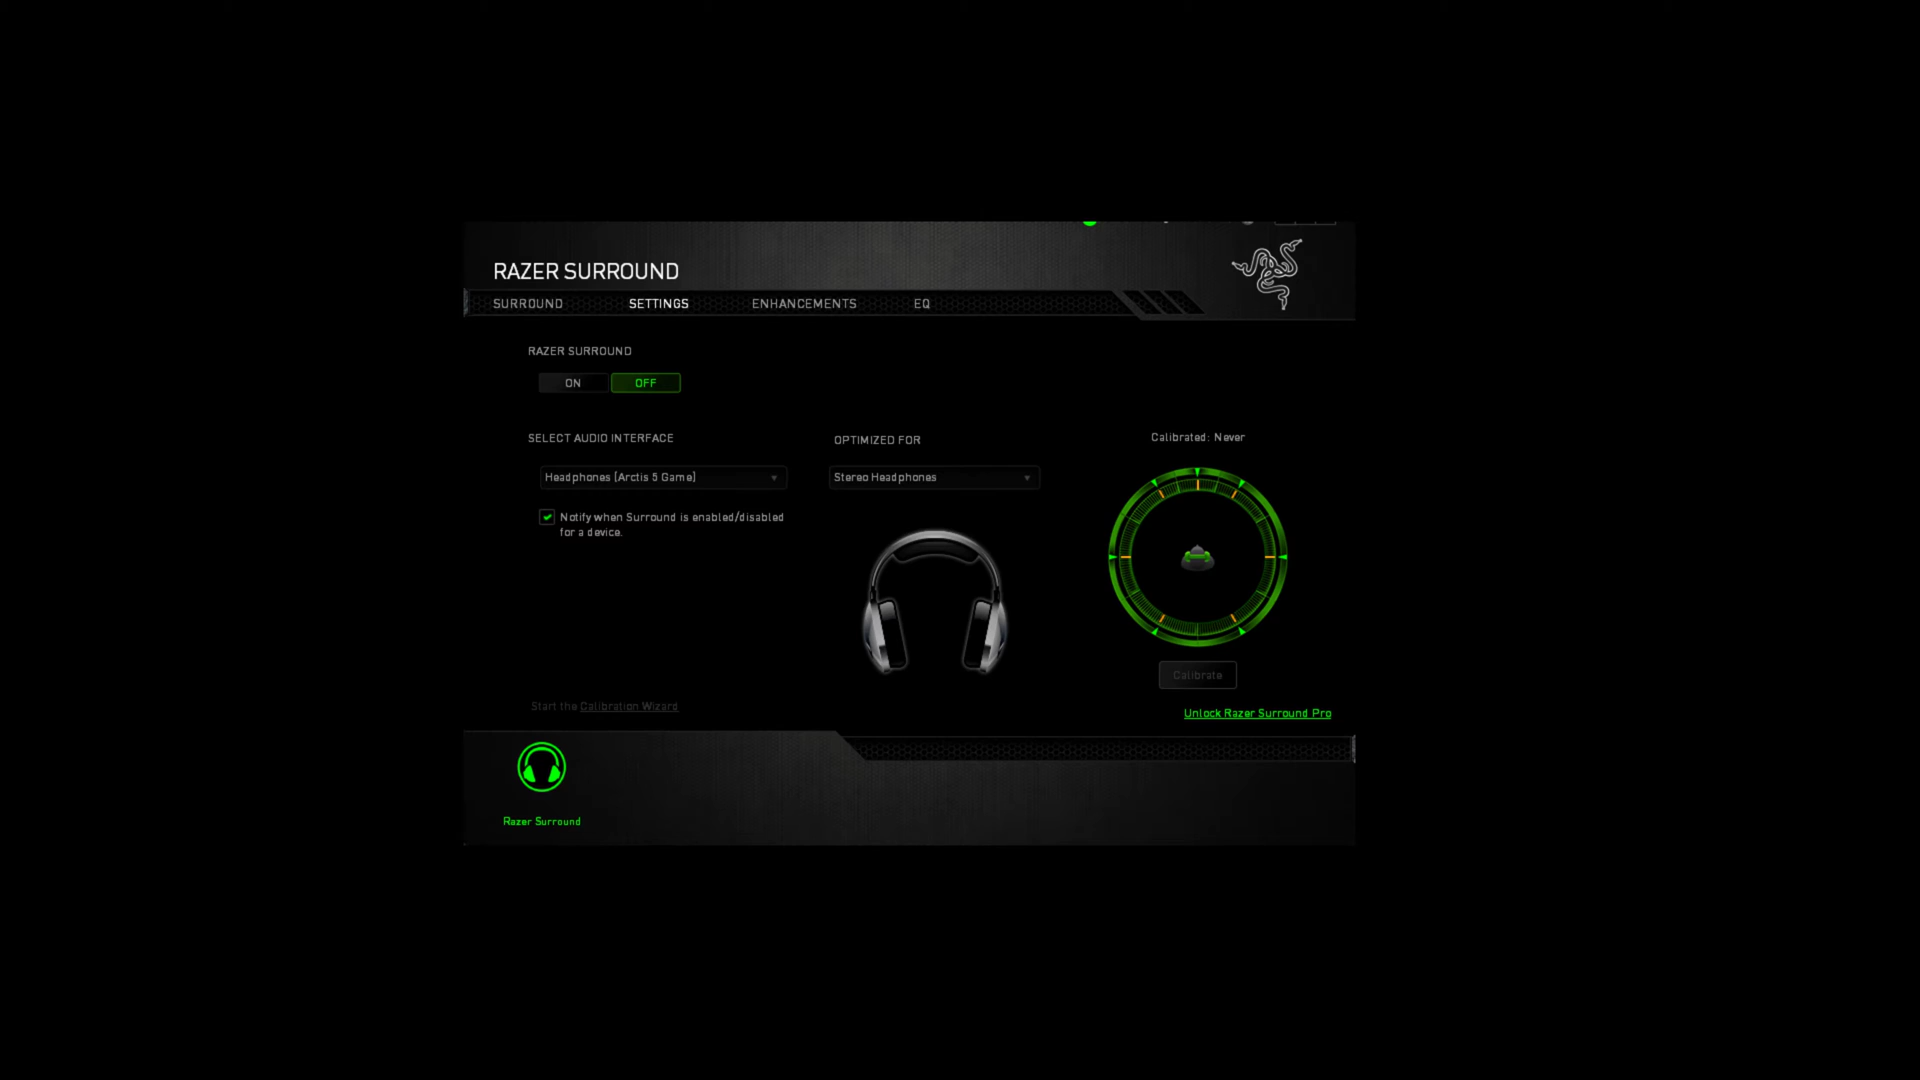 RAZER SURROUND
SURROUND SETTINGS ENHANCEMENTS EQ
RAZER SURROUND
ON OFF
SELECT AUDIO INTERFACE
Headphones [Arctis 5 Game]
Notify when Surround is enabled/disabled
for a device.
OPTIMIZED FOR
Stereo Headphones
Calibrated: Never
Calibrate
Start the Calibration Wizard
Unlock Razer Surround Pro
Razer Surround